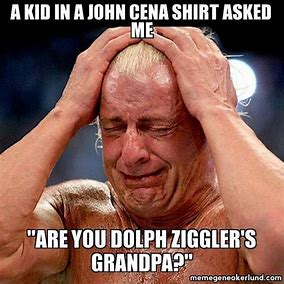 A KID IN A JOHN CENA SHIRT ASKED
ME
"ARE YOU DOLPH ZIGGLER'S
GRANDPA?"
memegeneokerlund.com